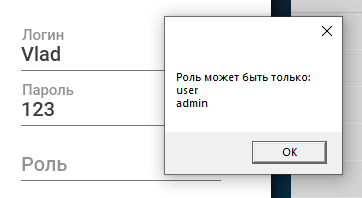 Логин
Vlad
Пароль
123
Роль
Роль может быть только:
user
admin
OK